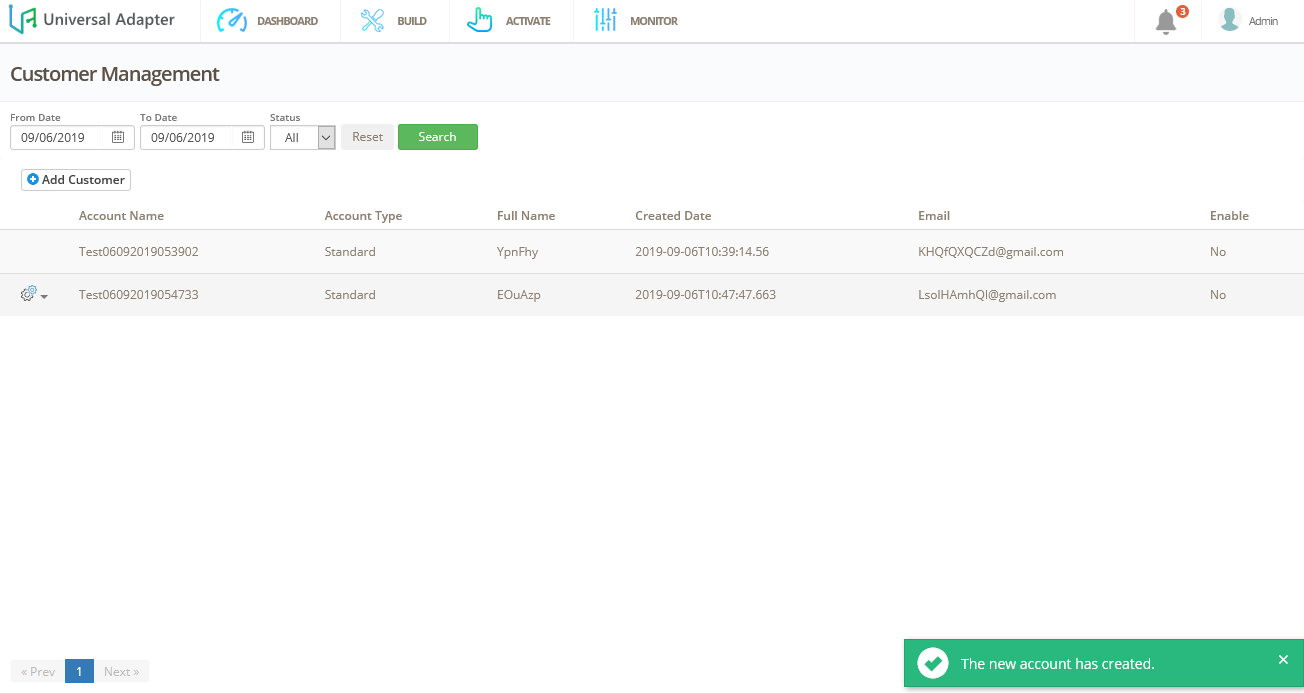 Universal Adapter DASHBOARD BUILD ACTIVATE MONITOR 3 Admin
Customer Management
From Date To Date Status
09/06/2019 09/06/2019 All Reset Search
Add Customer
Account Name Account Type Full Name Created Date Email Enable
Test06092019053902 Standard YpnFhy 2019-09-06T10:39:14.56 KHQfQXQCZd@gmail.com No
Test06092019054733 Standard EOuAzp 2019-09-06T10:47:47.663 LsolHAmhQl@gmail.com No
« Prev 1 Next »
The new account has created.